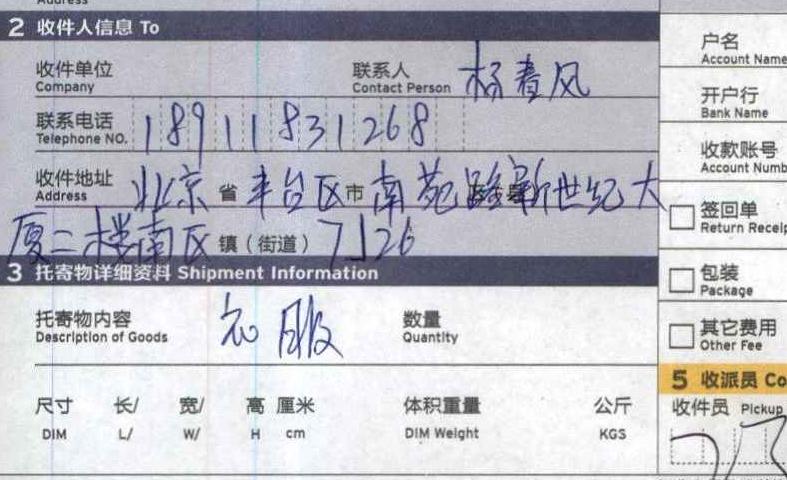 Address
2 收件人信息 To
收件单位 联系人 杨春风
Company Contact Person
联系电话 18911831268
Telephone NO.
收件地址 北京 省 丰台区 市 南苑路新世纪大
Address
厦二楼南区 镇（街道） 7J26
3 托寄物详细资料 Shipment Information
托寄物内容 衣服 数量
Description of Goods Quantity
尺寸 长/ 宽/ 高 厘米 体积重量 公斤
DIM L/ W/ H cm DIM Weight KGS
户名
Account Name
开户行
Bank Name
收款账号
Account Numb
签回单
Return Receip
包装
Package
其它费用
Other Fee
5 收派员 Co
收件员 Pickup